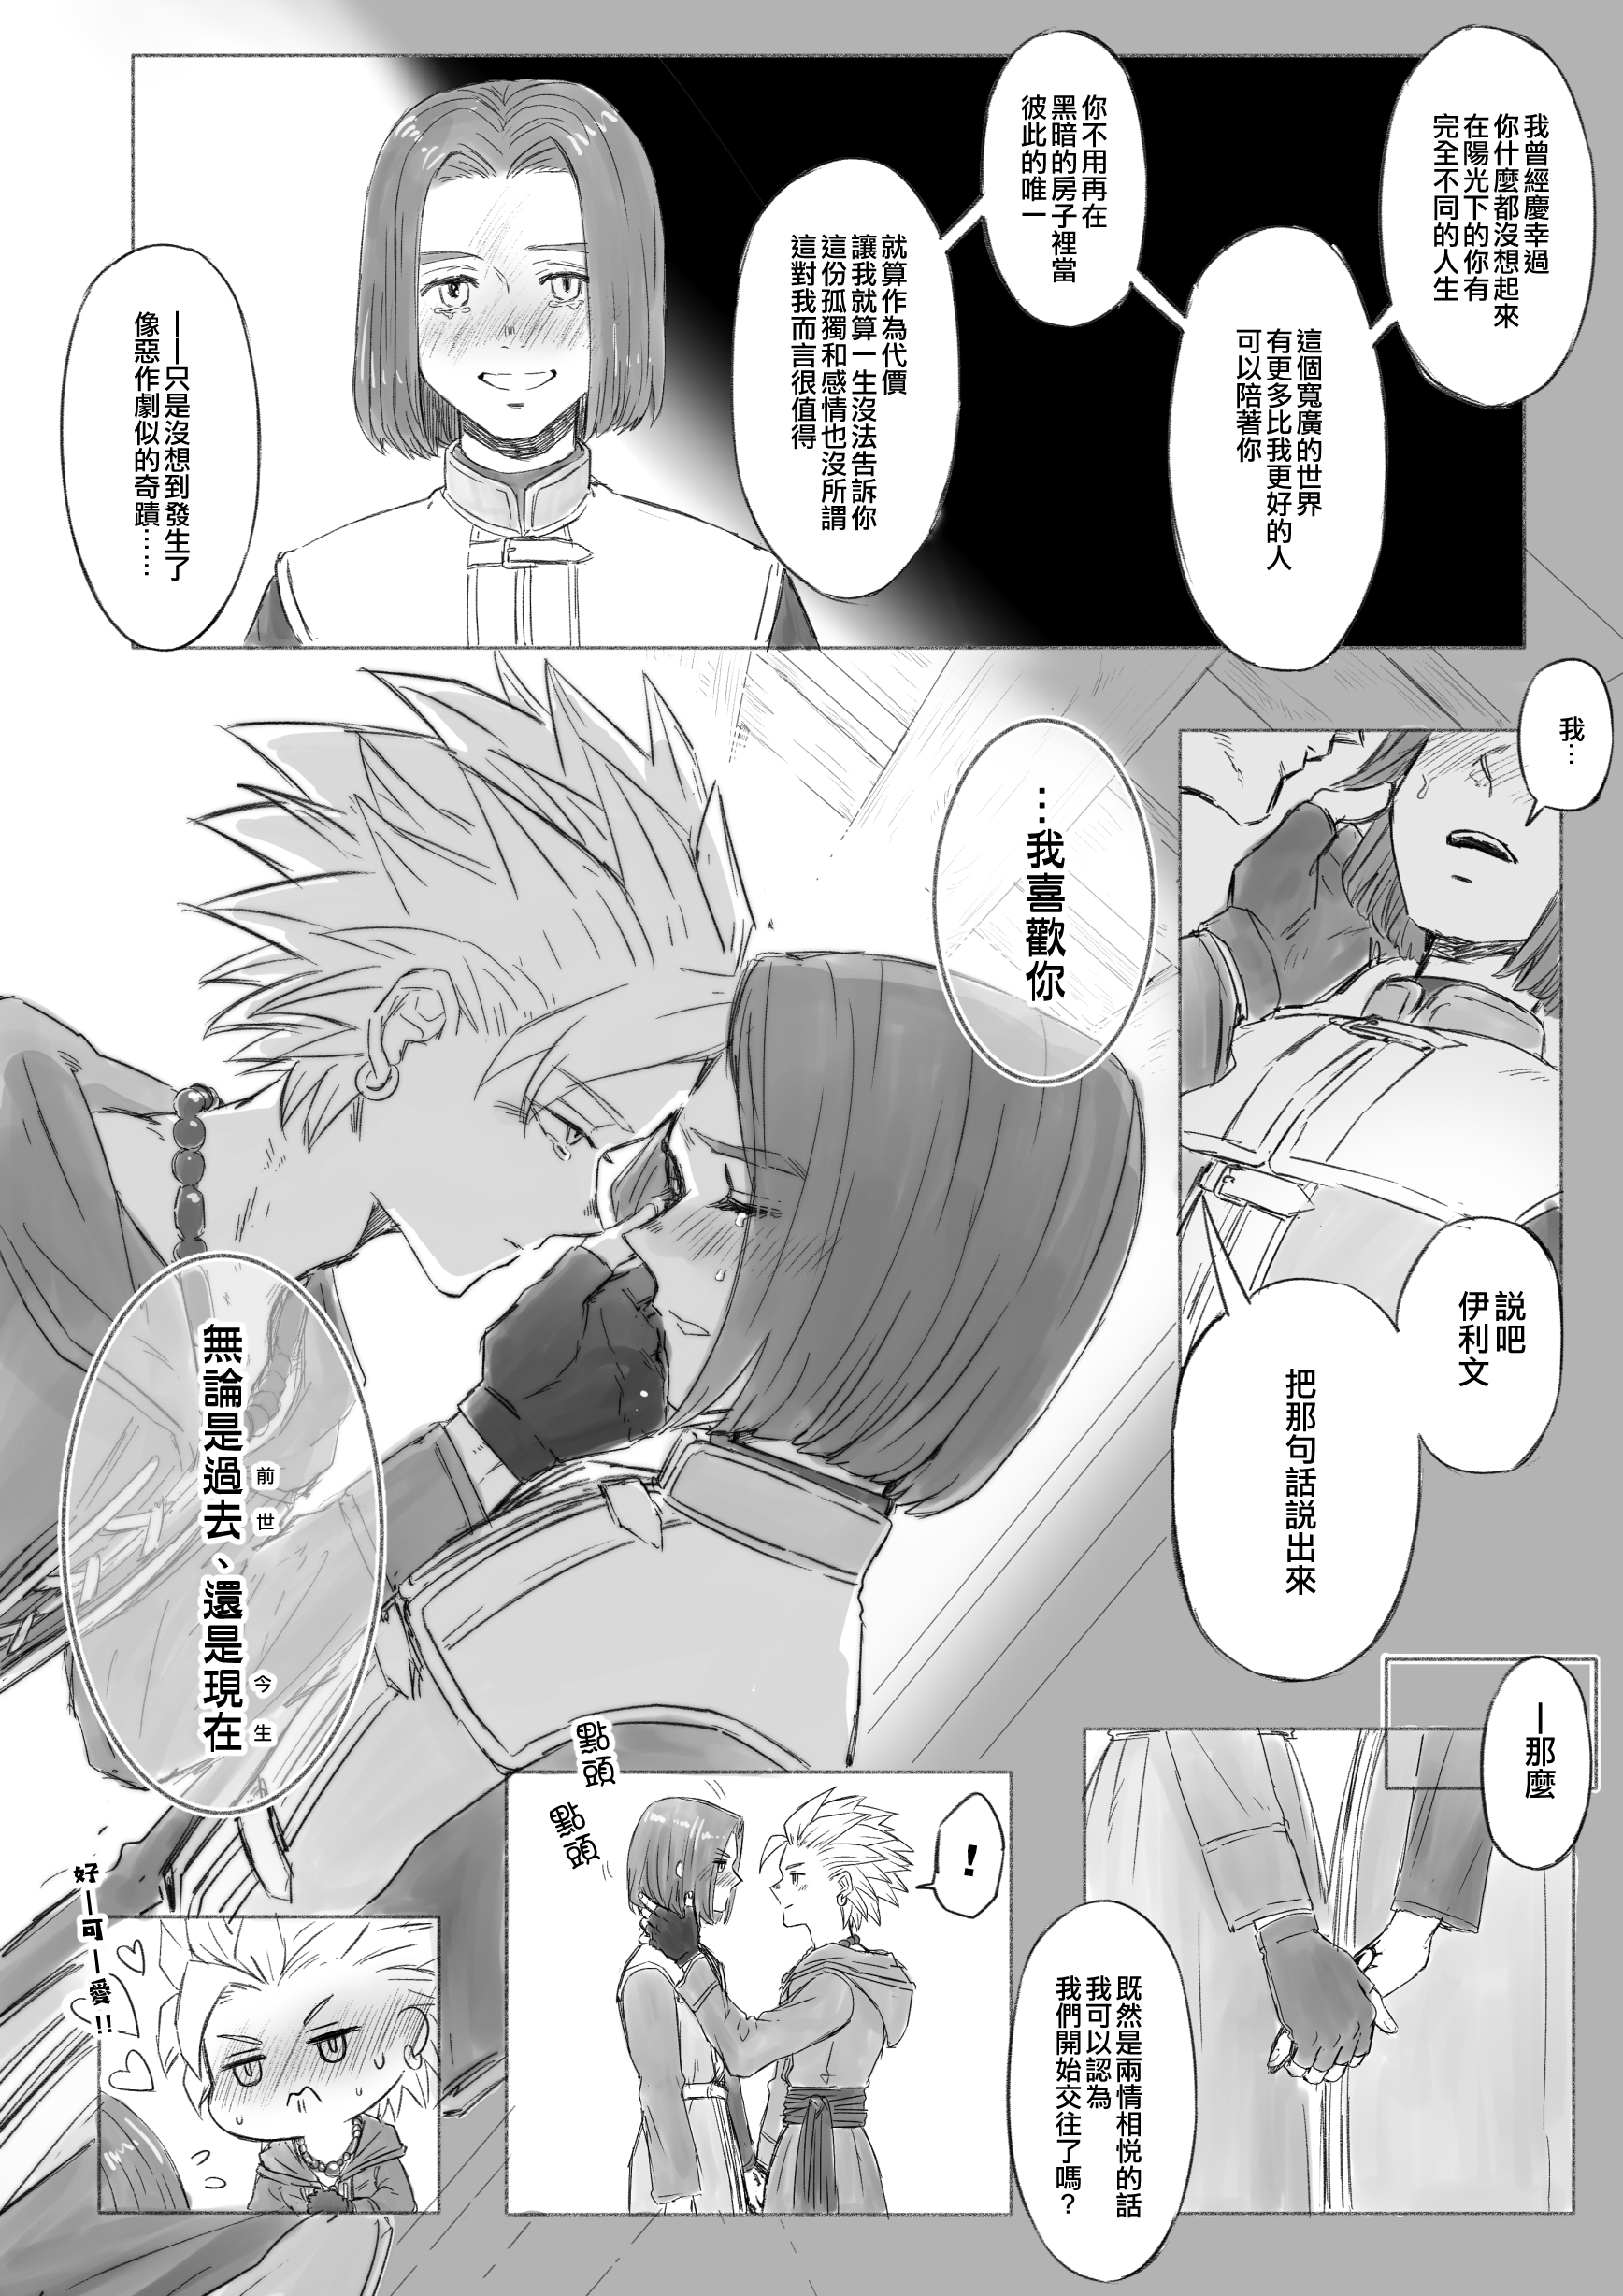 我曾經慶幸過
你什麼都沒想起來
在陽光下的你有
完全不同的人生
這個寬廣的世界
有更多比我更好的人
可以陪著你
你不用再在
黑暗的房子裡當
彼此的唯一
就算作為代價
讓我就算一生沒法告訴你
這份孤獨和感情也沒所謂
這對我而言很值得
——只是沒想到發生了
像惡作劇似的奇蹟……
我…
說吧
伊利文
把那句話說出來
…我喜歡你
前世
今生
無論是過去、還是現在
—那麼
既然是兩情相悅的話
我可以認為
我們開始交往了嗎？
！
點頭
點頭
好—可—愛!!